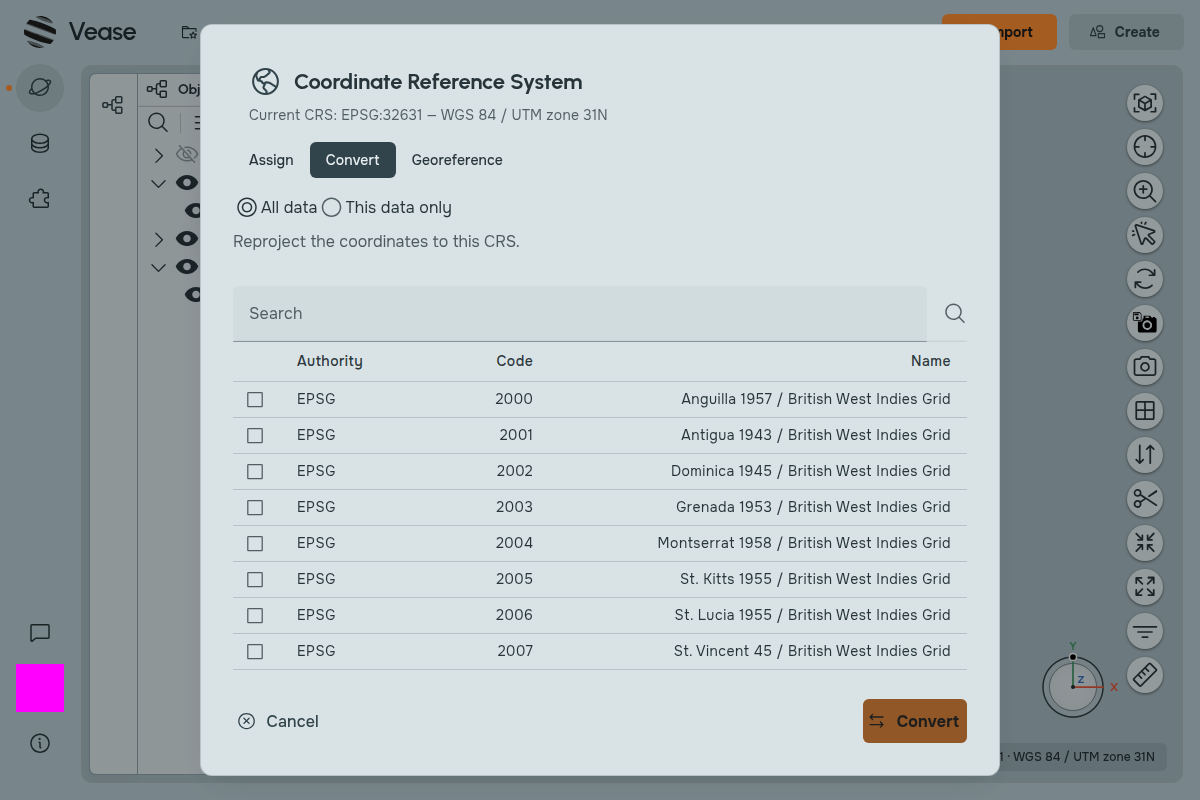 Vease
Import
Create
Obj
Coordinate Reference System
Current CRS: EPSG:32631 – WGS 84 / UTM zone 31N
Assign
Convert
Georeference
All data
This data only
Reproject the coordinates to this CRS.
Search
Authority Code Name
EPSG 2000 Anguilla 1957 / British West Indies Grid
EPSG 2001 Antigua 1943 / British West Indies Grid
EPSG 2002 Dominica 1945 / British West Indies Grid
EPSG 2003 Grenada 1953 / British West Indies Grid
EPSG 2004 Montserrat 1958 / British West Indies Grid
EPSG 2005 St. Kitts 1955 / British West Indies Grid
EPSG 2006 St. Lucia 1955 / British West Indies Grid
EPSG 2007 St. Vincent 45 / British West Indies Grid
Cancel
Convert
Y
Z
X
1 · WGS 84 / UTM zone 31N